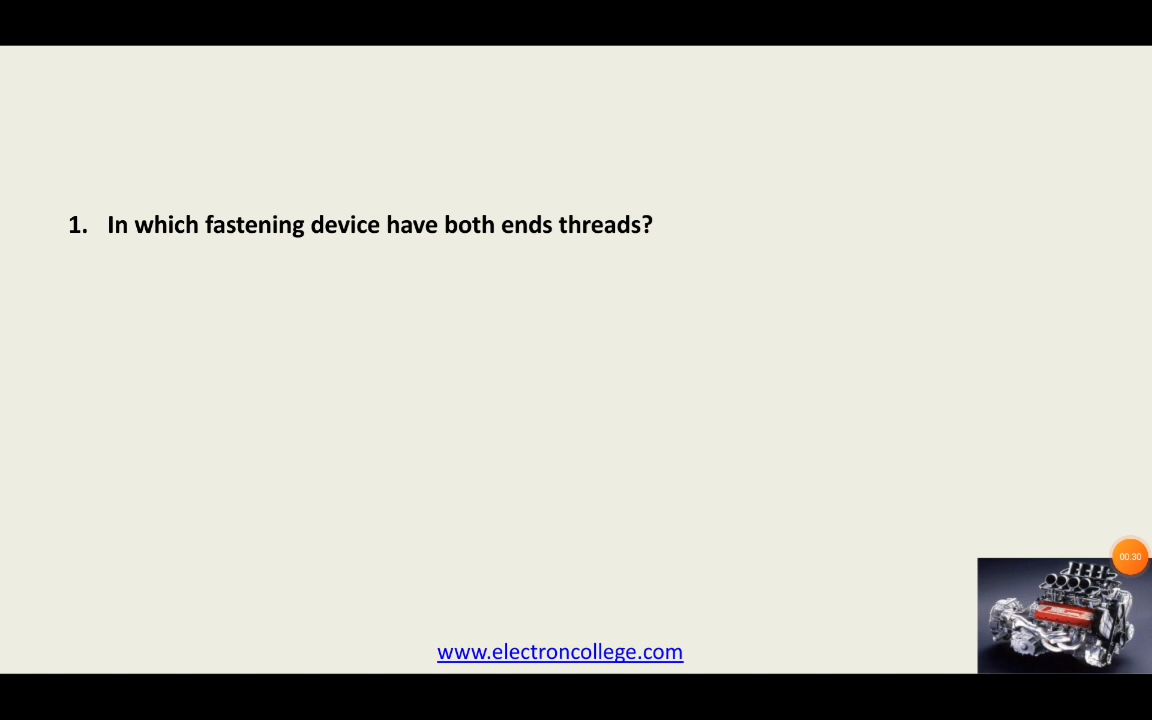 1. In which fastening device have both ends threads?
00:30
www.electroncollege.com